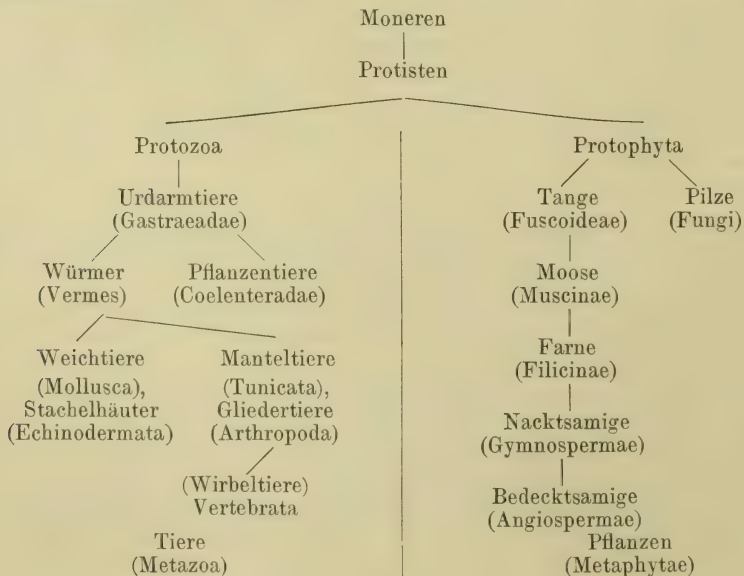 Moneren
Protisten
Protozoa
Protophyta
Urdarmtiere
(Gastraeadae)
Tange
(Fuscoideae)
Pilze
(Fungi)
Würmer
(Vermes)
Pflanzentiere
(Coelenteradae)
Moose
(Muscinae)
Weichtiere
(Mollusca),
Stachelhäuter
(Echinodermata)
Manteltiere
(Tunicata),
Gliedertiere
(Arthropoda)
Farne
(Filicinae)
Nacktsamige
(Gymnospermae)
(Wirbeltiere)
Vertebrata
Bedecktsamige
(Angiospermae)
Tiere
(Metazoa)
Pflanzen
(Metaphytae)